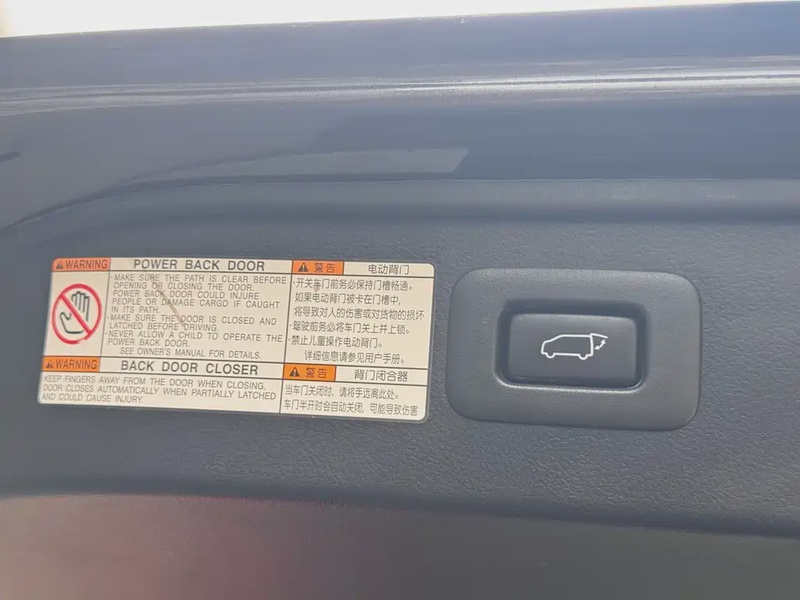 WARNING POWER BACK DOOR
·MAKE SURE THE PATH IS CLEAR BEFORE
OPENING OR CLOSING THE DOOR.
POWER BACK DOOR COULD INJURE
PEOPLE OR DAMAGE CARGO IF CAUGHT
IN ITS PATH.
·MAKE SURE THE DOOR IS CLOSED AND
LATCHED BEFORE DRIVING.
·NEVER ALLOW A CHILD TO OPERATE THE
POWER BACK DOOR.
SEE OWNER'S MANUAL FOR DETAILS.
WARNING BACK DOOR CLOSER
KEEP FINGERS AWAY FROM THE DOOR WHEN CLOSING.
DOOR CLOSES AUTOMATICALLY WHEN PARTIALLY LATCHED
AND COULD CAUSE INJURY.
警告 电动背门
·开关车门前务必保持门槽畅通。
如果电动背门被卡在门槽中,
将导致对人的伤害或对货物的损坏
·驾驶前务必将车门关上并上锁。
·禁止儿童操作电动背门。
详细信息请参见用户手册。
警告 背门闭合器
当车门关闭时,请将手远离此处。
车门半开时会自动关闭,可能导致伤害